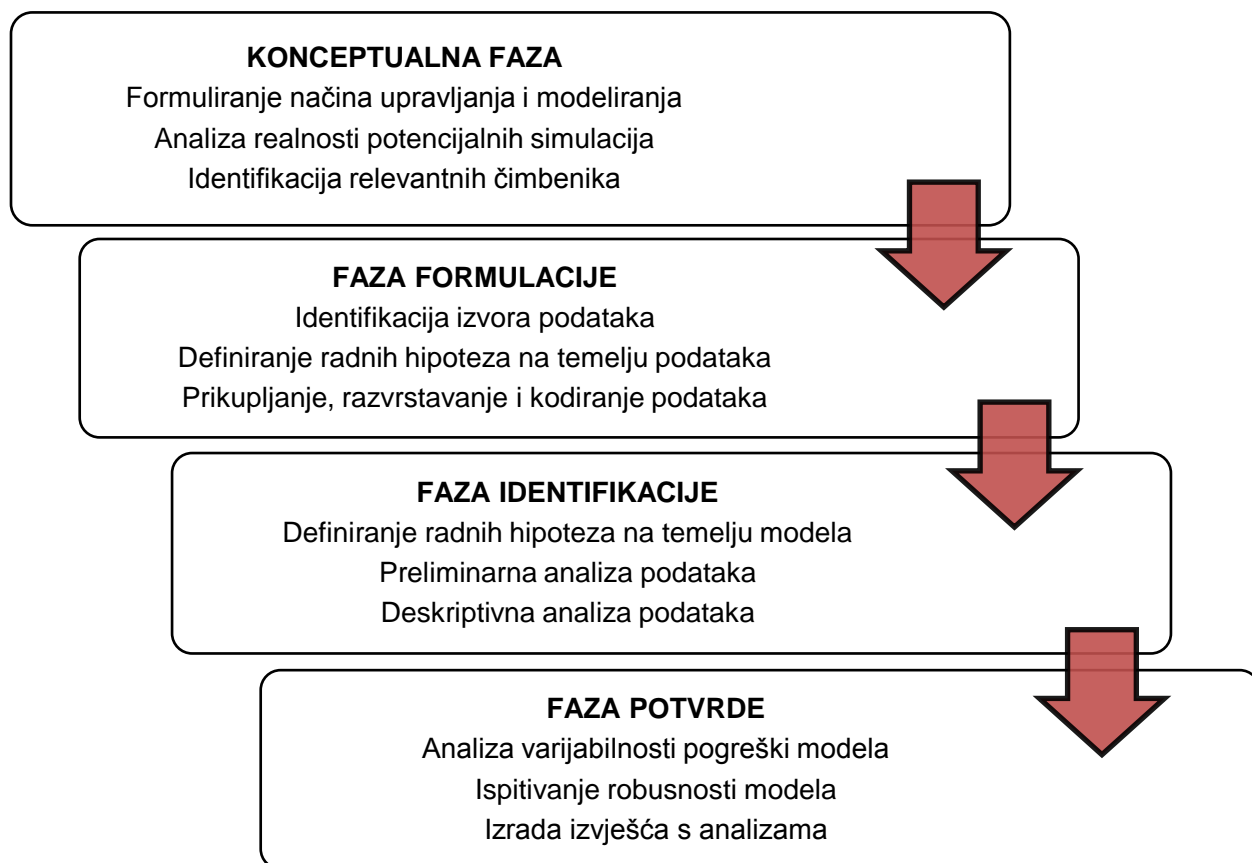 KONCEPTUALNA FAZA
Formuliranje načina upravljanja i modeliranja
Analiza realnosti potencijalnih simulacija
Identifikacija relevantnih čimbenika
FAZA FORMULACIJE
Identifikacija izvora podataka
Definiranje radnih hipoteza na temelju podataka
Prikupljanje, razvrstavanje i kodiranje podataka
FAZA IDENTIFIKACIJE
Definiranje radnih hipoteza na temelju modela
Preliminarna analiza podataka
Deskriptivna analiza podataka
FAZA POTVRDE
Analiza varijabilnosti pogreški modela
Ispitivanje robusnosti modela
Izrada izvješća s analizama